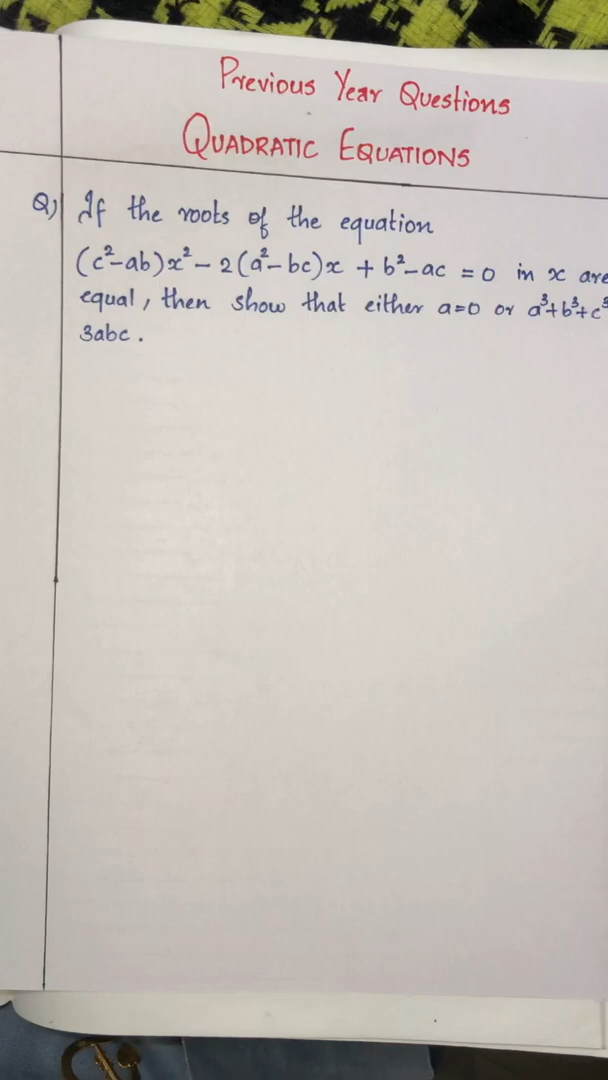 Previous Year Questions
QUADRATIC EQUATIONS
Q) If the roots of the equation
(c²-ab)x² - 2(a²-bc)x + b²-ac = 0 in x are
equal, then show that either a=0 or a³+b³+c³
3abc.